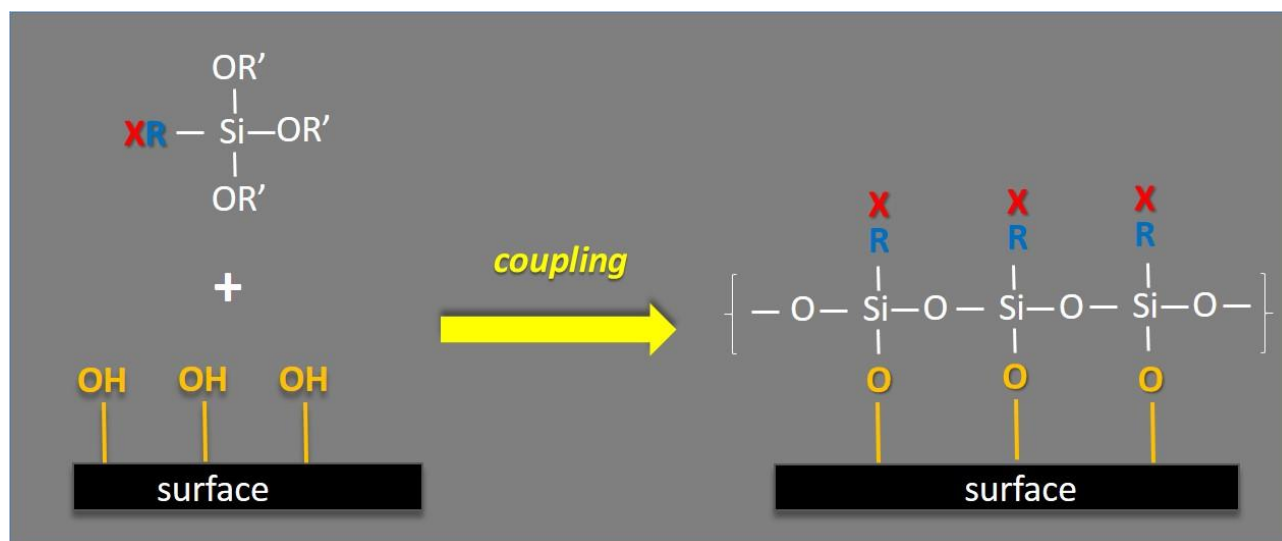 OR’
XR — Si—OR’
OR’
+
OH OH OH
surface
coupling
X X X
R R R
— O— Si—O — Si—O— Si—O—
O O O
surface